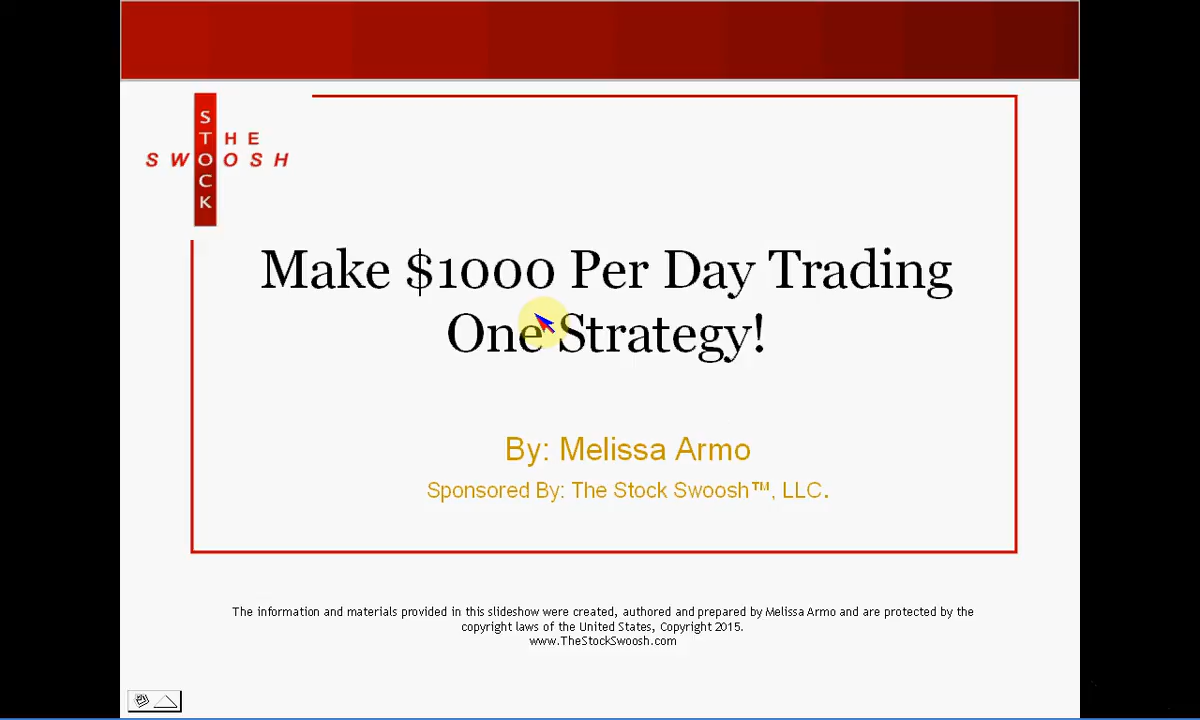 STOCK
THE
SWOOSH
Make $1000 Per Day Trading
One Strategy!
By: Melissa Armo
Sponsored By: The Stock Swoosh™, LLC.
The information and materials provided in this slideshow were created, authored and prepared by Melissa Armo and are protected by the
copyright laws of the United States, Copyright 2015.
www.TheStockSwoosh.com